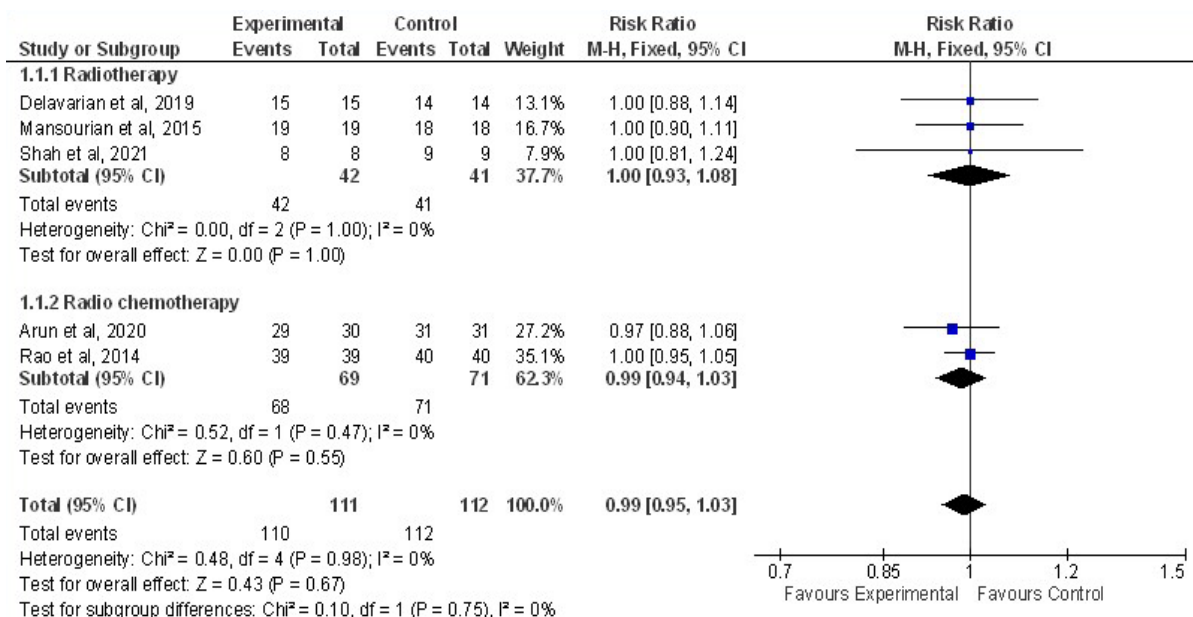 Experimental Control Risk Ratio Risk Ratio
Study or Subgroup Events Total Events Total Weight M-H, Fixed, 95% CI M-H, Fixed, 95% CI
1.1.1 Radiotherapy
Delavarian et al, 2019 15 15 14 14 13.1% 1.00 [0.88, 1.14]
Mansourian et al, 2015 19 19 18 18 16.7% 1.00 [0.90, 1.11]
Shah et al, 2021 8 8 9 9 7.9% 1.00 [0.81, 1.24]
Subtotal (95% CI) 42 41 37.7% 1.00 [0.93, 1.08]
Total events 42 41
Heterogeneity: Chi² = 0.00, df = 2 (P = 1.00); I² = 0%
Test for overall effect: Z = 0.00 (P = 1.00)
1.1.2 Radio chemotherapy
Arun et al, 2020 29 30 31 31 27.2% 0.97 [0.88, 1.06]
Rao et al, 2014 39 39 40 40 35.1% 1.00 [0.95, 1.05]
Subtotal (95% CI) 69 71 62.3% 0.99 [0.94, 1.03]
Total events 68 71
Heterogeneity: Chi² = 0.52, df = 1 (P = 0.47); I² = 0%
Test for overall effect: Z = 0.60 (P = 0.55)
Total (95% CI) 111 112 100.0% 0.99 [0.95, 1.03]
Total events 110 112
Heterogeneity: Chi² = 0.48, df = 4 (P = 0.98); I² = 0%
Test for overall effect: Z = 0.43 (P = 0.67)
Test for subgroup differences: Chi² = 0.10, df = 1 (P = 0.75), I² = 0%
0.7 0.85 1 1.2 1.5
Favours Experimental Favours Control